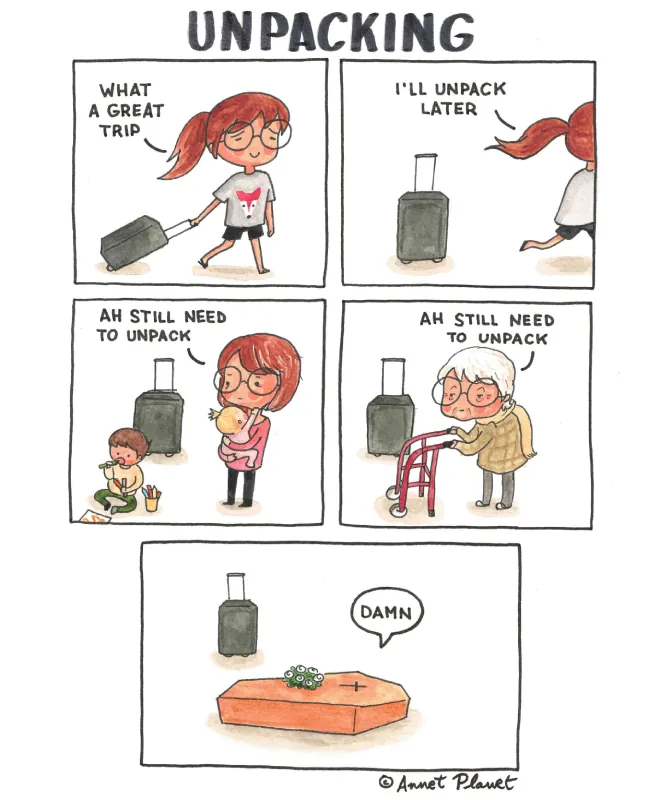 UNPACKING
WHAT
A GREAT
TRIP
I'LL UNPACK
LATER
AH STILL NEED
TO UNPACK
AH STILL NEED
TO UNPACK
DAMN
© Annet Planet